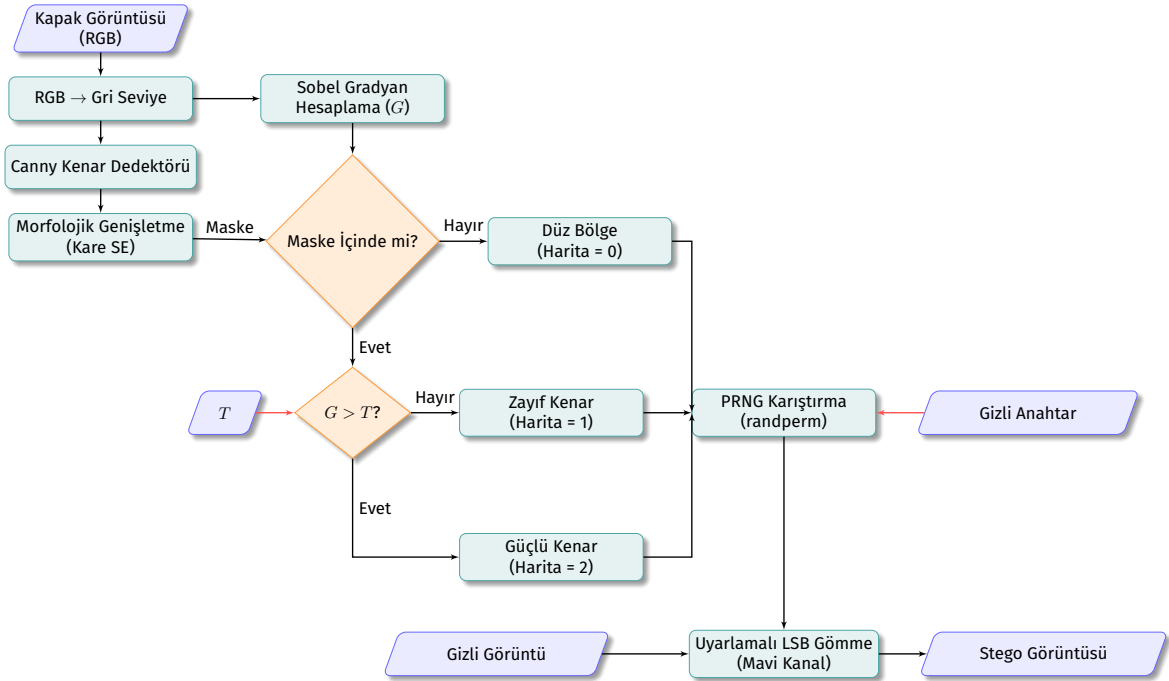 Kapak Görüntüsü
(RGB)
RGB → Gri Seviye
Sobel Gradyan
Hesaplama (G)
Canny Kenar Dedektörü
Morfolojik Genişletme
(Kare SE)
Maske
Maske İçinde mi?
Hayır
Düz Bölge
(Harita = 0)
Evet
T
G > T?
Hayır
Zayıf Kenar
(Harita = 1)
PRNG Karıştırma
(randperm)
Gizli Anahtar
Evet
Güçlü Kenar
(Harita = 2)
Gizli Görüntü
Uyarlamalı LSB Gömme
(Mavi Kanal)
Stego Görüntüsü